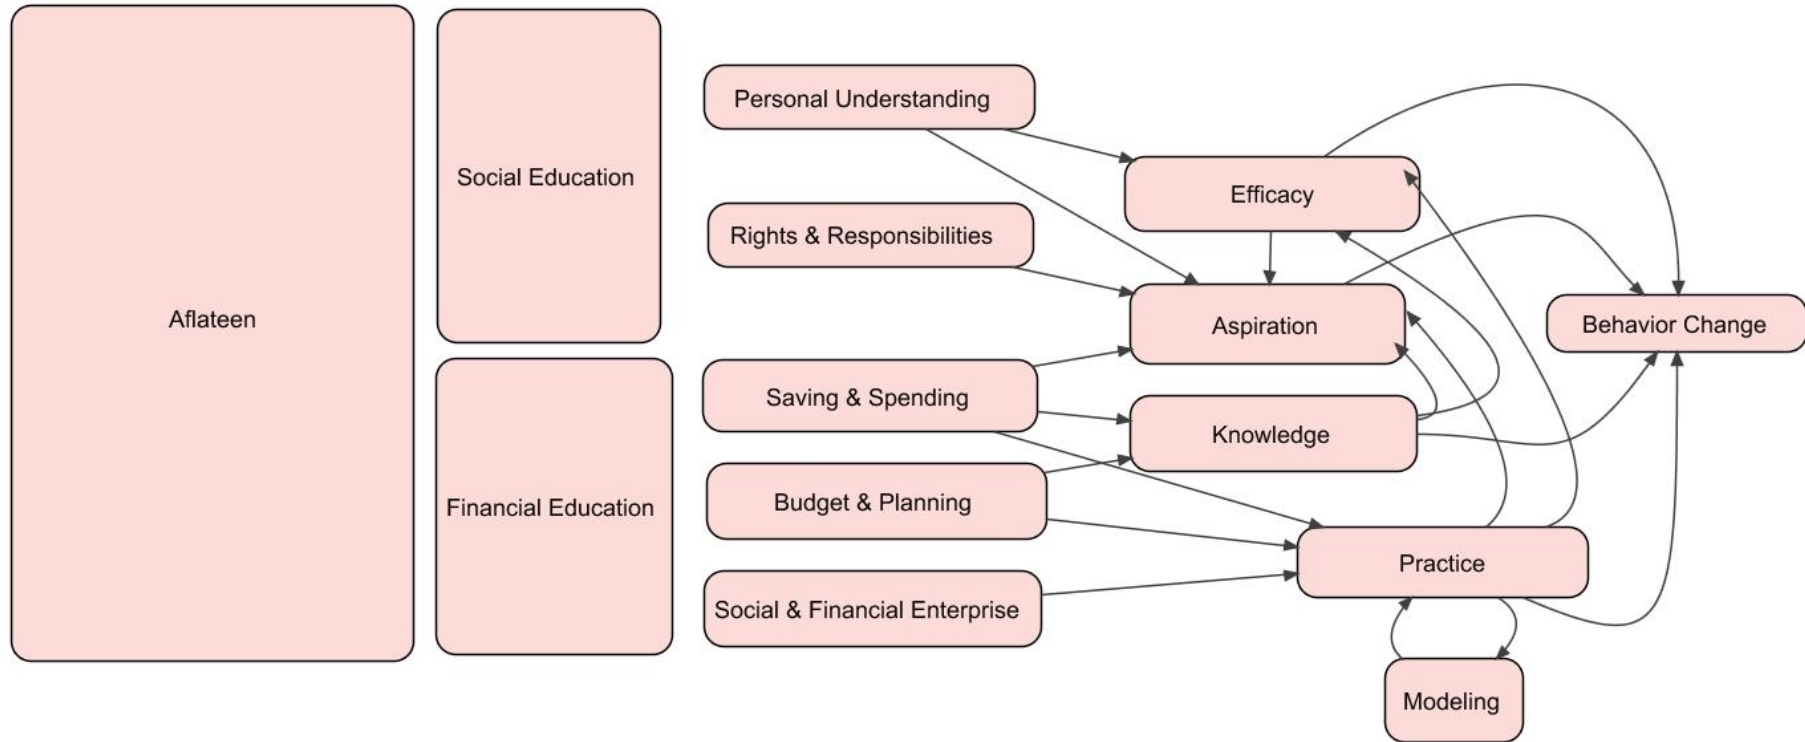 Aflateen
Social Education
Financial Education
Personal Understanding
Rights & Responsibilities
Saving & Spending
Budget & Planning
Social & Financial Enterprise
Efficacy
Aspiration
Knowledge
Practice
Modeling
Behavior Change